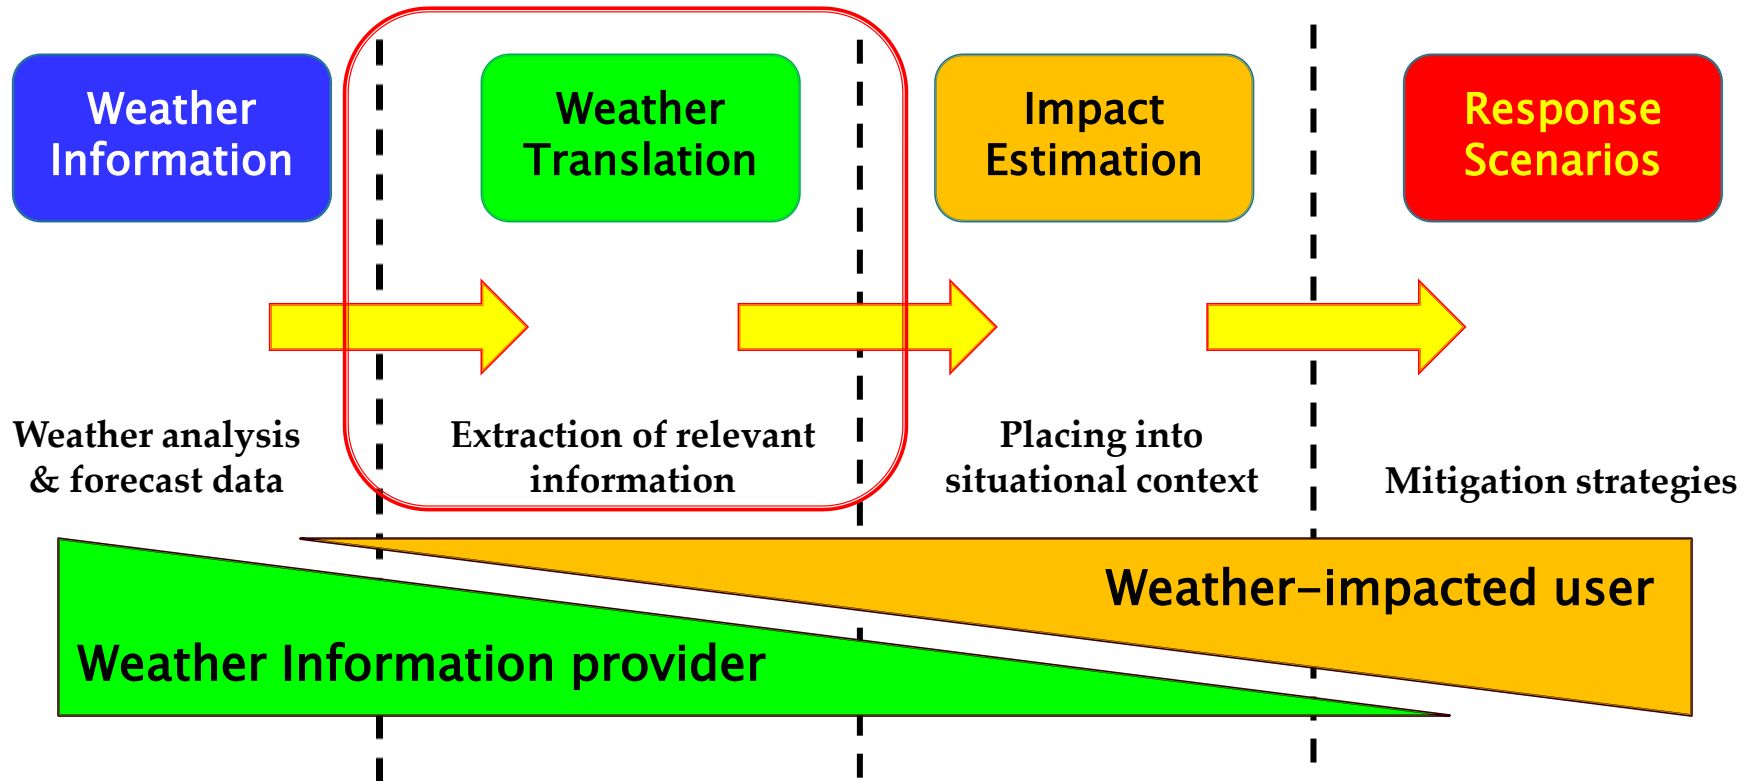 Weather
Information
Weather
Translation
Impact
Estimation
Response
Scenarios
Weather analysis
& forecast data
Extraction of relevant
information
Placing into
situational context
Mitigation strategies
Weather-impacted user
Weather Information provider